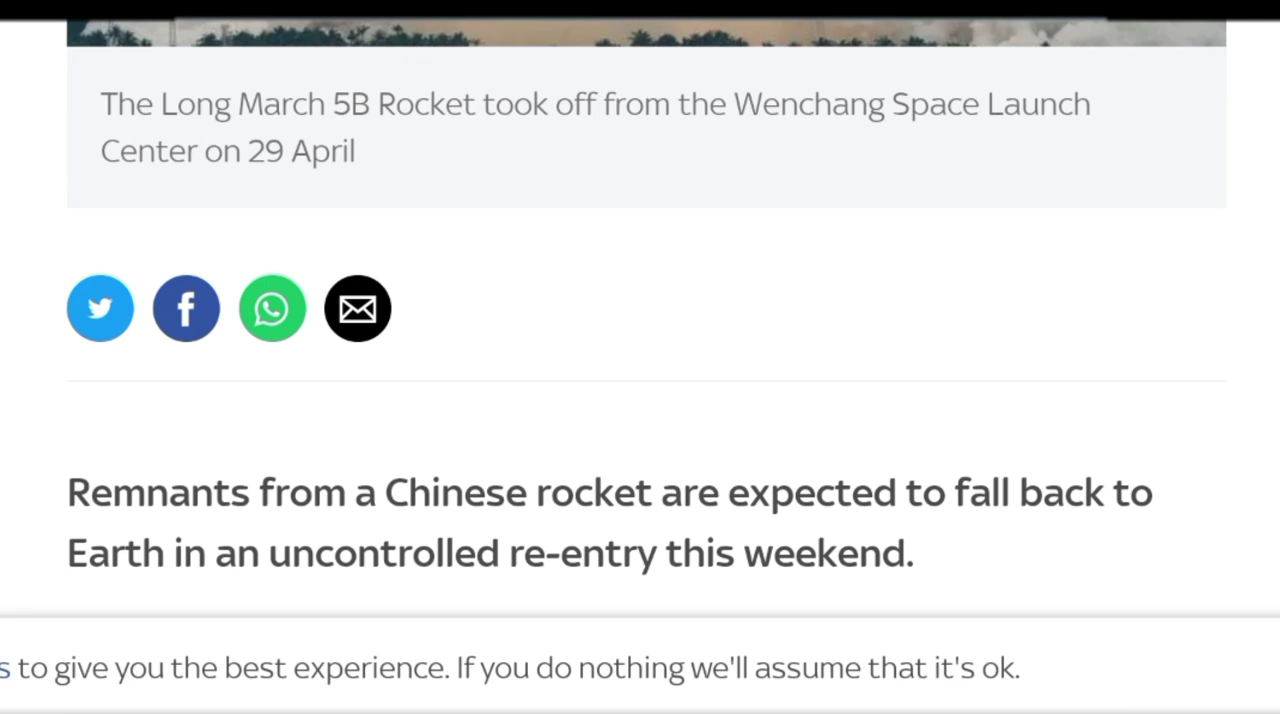 The Long March 5B Rocket took off from the Wenchang Space Launch
Center on 29 April
Remnants from a Chinese rocket are expected to fall back to
Earth in an uncontrolled re-entry this weekend.
s to give you the best experience. If you do nothing we'll assume that it's ok.